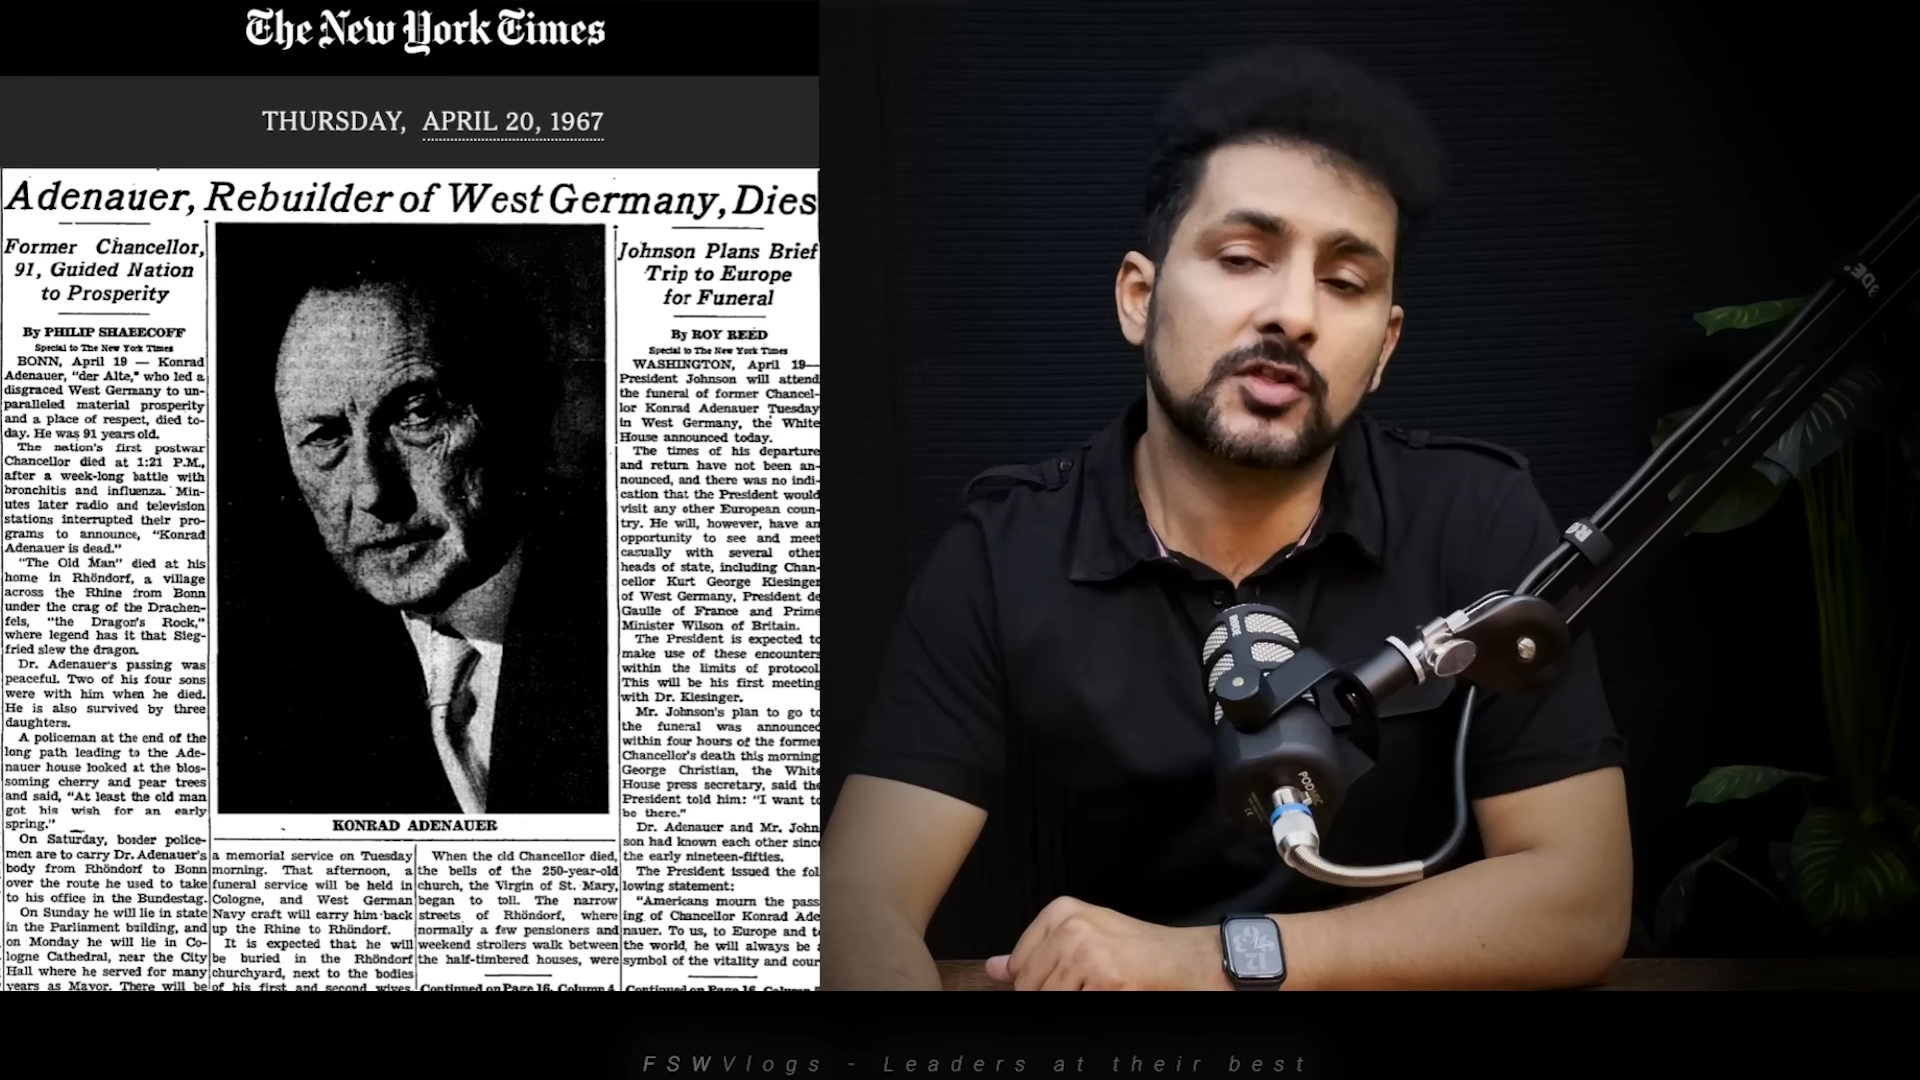 The New York Times
THURSDAY, APRIL 20, 1967
Adenauer, Rebuilder of West Germany, Dies
Former Chancellor,
91, Guided Nation
to Prosperity
By PHILIP SHABECOFF
Special to The New York Times
BONN, April 19 — Konrad
Adenauer, "der Alte," who led a
disgraced West Germany to un-
paralleled material prosperity
and a place of respect, died to-
day. He was 91 years old.
The nation's first postwar
Chancellor died at 1:21 P.M.,
after a week-long battle with
bronchitis and influenza. Min-
utes later radio and television
stations interrupted their pro-
grams to announce, "Konrad
Adenauer is dead."
"The Old Man" died at his
home in Rhöndorf, a village
across the Rhine from Bonn
under the crag of the Drachen-
fels, "the Dragon's Rock,"
where legend has it that Sieg-
fried slew the dragon.
Dr. Adenauer's passing was
peaceful. Two of his four sons
were with him when he died.
He is also survived by three
daughters.
A policeman at the end of the
long path leading to the Ade-
nauer house looked at the blos-
soming cherry and pear trees
and said, "At least the old man
got his wish for an early
spring."
On Saturday, border police-
men are to carry Dr. Adenauer's
body from Rhöndorf to Bonn
over the route he used to take
to his office in the Bundestag.
On Sunday he will lie in state
in the Parliament building, and
on Monday he will lie in Co-
logne Cathedral, near the City
Hall where he served for many
years as Mayor. There will be
KONRAD ADENAUER
a memorial service on Tuesday
morning. That afternoon, a
funeral service will be held in
Cologne, and West German
Navy craft will carry him back
up the Rhine to Rhöndorf.
It is expected that he will
be buried in the Rhöndorf
churchyard, next to the bodies
of his first and second wives.
When the old Chancellor died,
the bells of the 250-year-old
church, the Virgin of St. Mary,
began to toll. The narrow
streets of Rhöndorf, where
normally a few pensioners and
weekend strollers walk between
the half-timbered houses, were
Continued on Page 16, Column 4
Johnson Plans Brief
Trip to Europe
for Funeral
By ROY REED
Special to The New York Times
WASHINGTON, April 19—
President Johnson will attend
the funeral of former Chancel-
lor Konrad Adenauer Tuesday
in West Germany, the White
House announced today.
The times of his departure
and return have not been an-
nounced, and there was no indi-
cation that the President would
visit any other European coun-
try. He will, however, have an
opportunity to see and meet
casually with several other
heads of state, including Chan-
cellor Kurt George Kiesinger
of West Germany, President de
Gaulle of France and Prime
Minister Wilson of Britain.
The President is expected to
make use of these encounters
within the limits of protocol.
This will be his first meeting
with Dr. Kiesinger.
Mr. Johnson's plan to go to
the funeral was announced
within four hours of the former
Chancellor's death this morning.
George Christian, the White
House press secretary, said the
President told him: "I want to
be there."
Dr. Adenauer and Mr. John
son had known each other since
the early nineteen-fifties.
The President issued the fol
lowing statement:
"Americans mourn the pass
ing of Chancellor Konrad Ade
nauer. To us, to Europe and to
the world, he will always be a
symbol of the vitality and cour
Continued on Page 16, Column
RODE
FSWVlogs - Leaders at their best